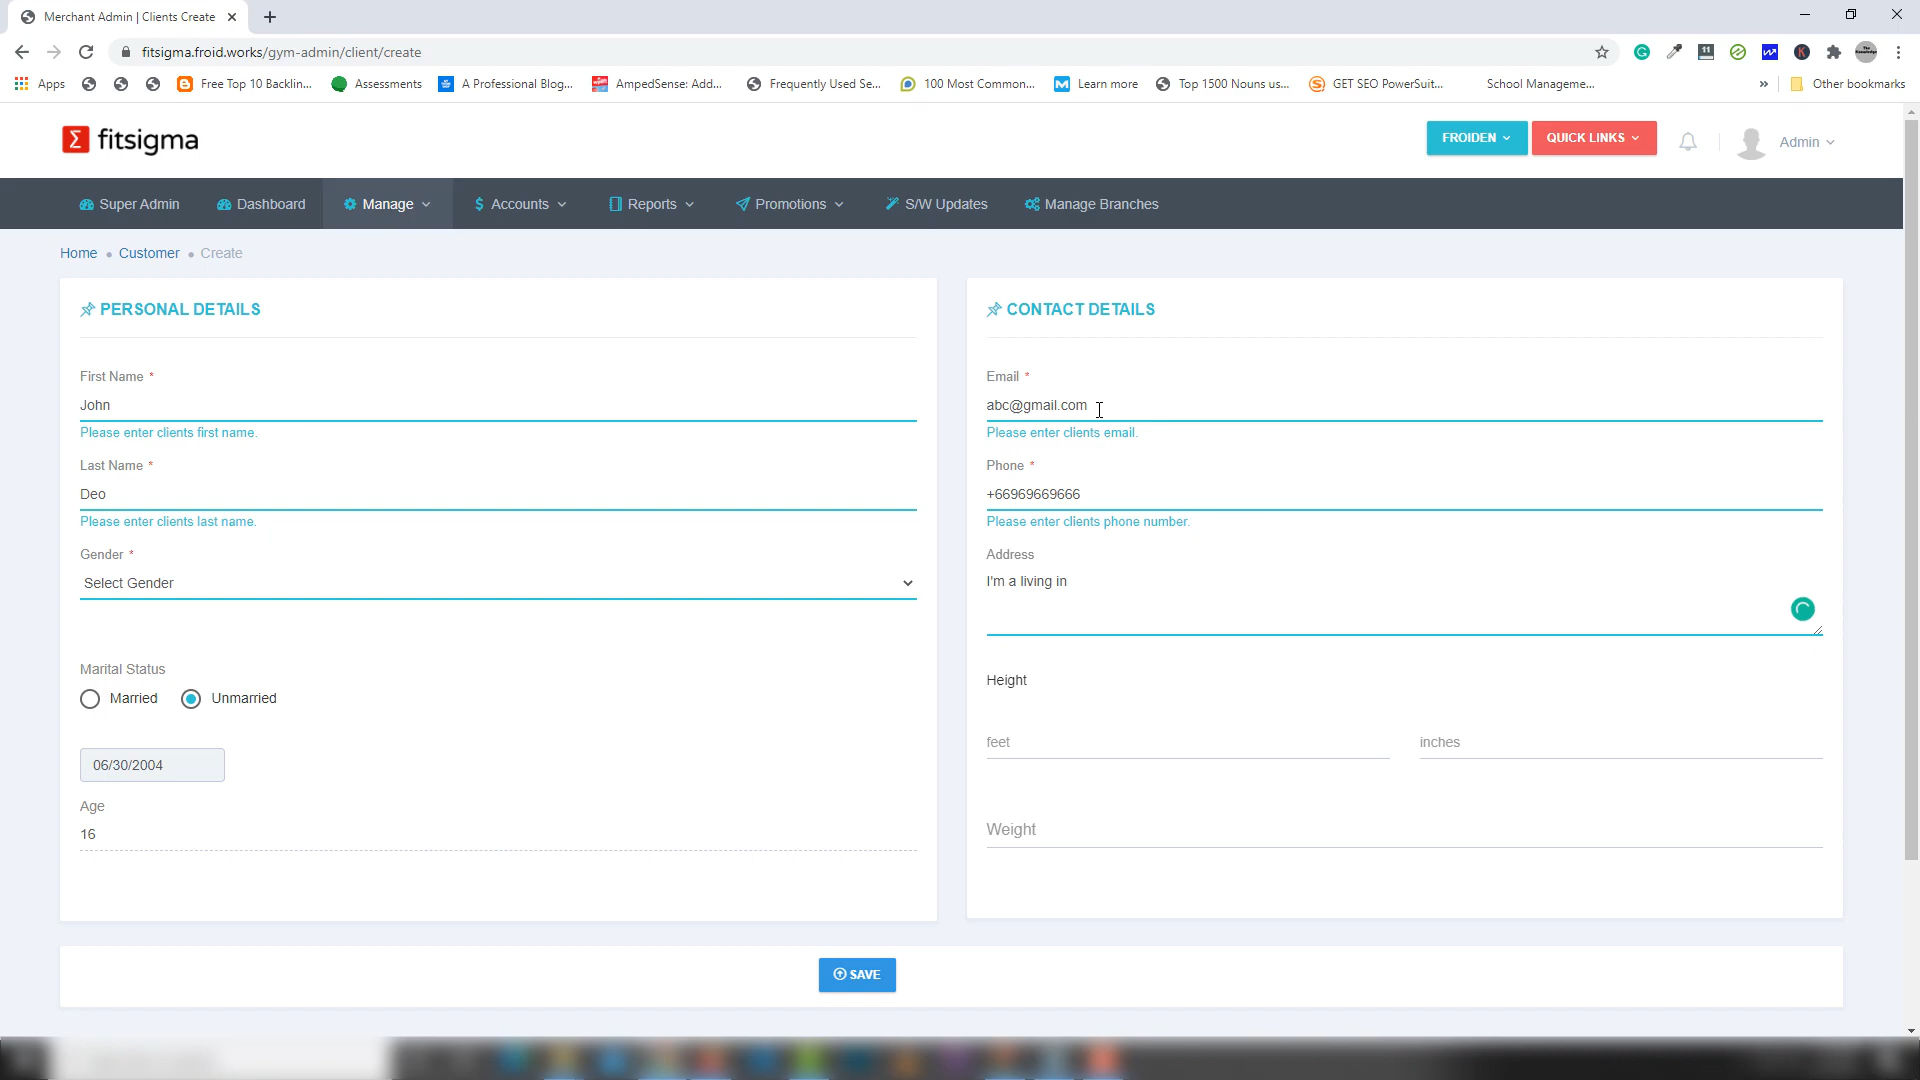 Merchant Admin | Clients Create
fitsigma.froid.works/gym-admin/client/create
Apps
Free Top 10 Backlin...
Assessments
A Professional Blog...
AmpedSense: Add...
Frequently Used Se...
100 Most Common...
Learn more
Top 1500 Nouns us...
GET SEO PowerSuit...
School Manageme...
»
Other bookmarks
fitsigma
FROIDEN
QUICK LINKS
Admin
Super Admin
Dashboard
Manage
Accounts
Reports
Promotions
S/W Updates
Manage Branches
Home • Customer • Create
PERSONAL DETAILS
First Name *
John
Please enter clients first name.
Last Name *
Deo
Please enter clients last name.
Gender *
Select Gender
Marital Status
Married
Unmarried
06/30/2004
Age
16
CONTACT DETAILS
Email *
abc@gmail.com
Please enter clients email.
Phone *
+66969669666
Please enter clients phone number.
Address
I'm a living in
Height
feet
inches
Weight
SAVE